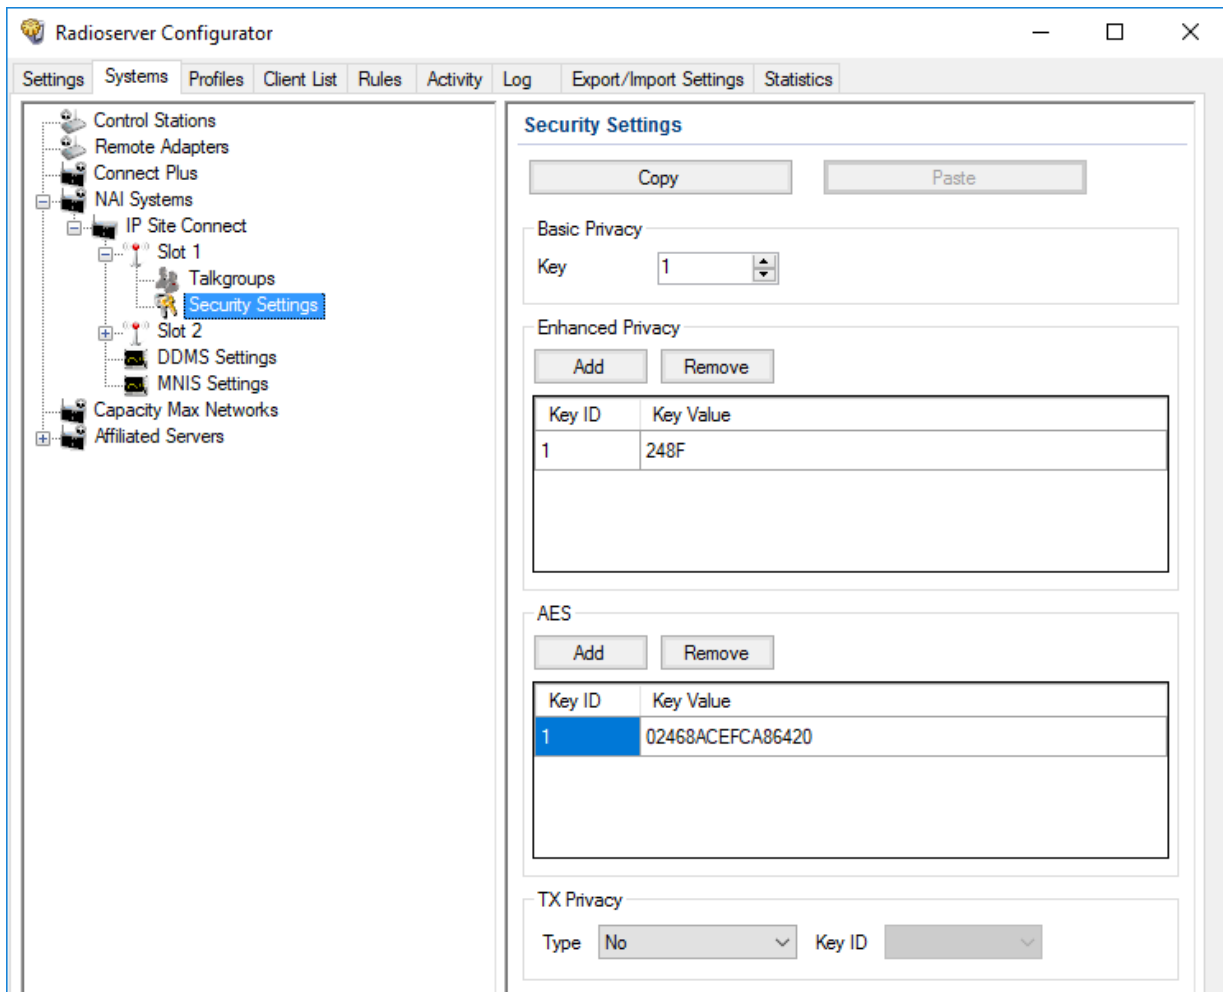 Radioserver Configurator
Settings Systems Profiles Client List Rules Activity Log Export/Import Settings Statistics
Control Stations
Remote Adapters
Connect Plus
NAI Systems
IP Site Connect
Slot 1
Talkgroups
Security Settings
Slot 2
DDMS Settings
MNIS Settings
Capacity Max Networks
Affiliated Servers
Security Settings
Copy Paste
Basic Privacy
Key 1
Enhanced Privacy
Add Remove
Key ID Key Value
1 248F
AES
Add Remove
Key ID Key Value
1 02468ACEFCA86420
TX Privacy
Type No Key ID